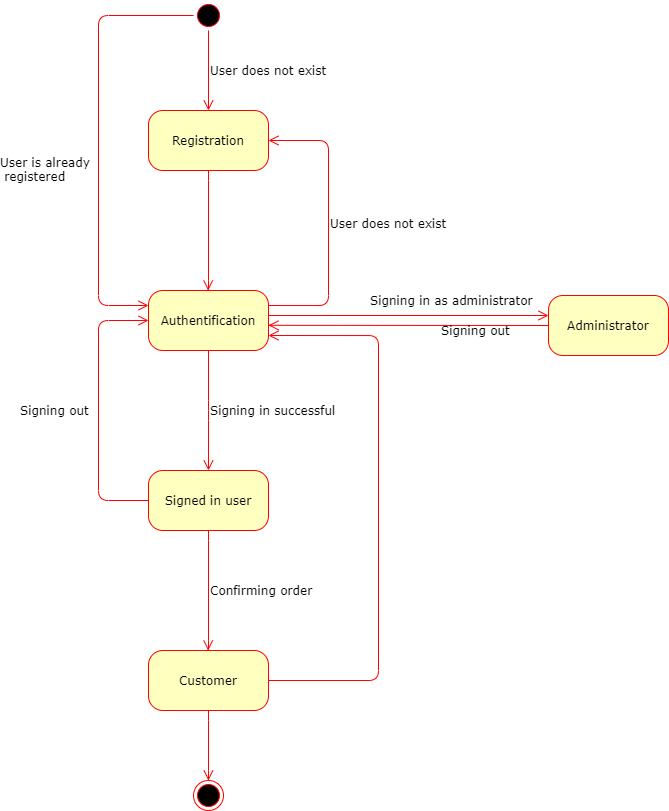 User does not exist
Registration
User is already
registered
User does not exist
Signing in as administrator
Authentification
Administrator
Signing out
Signing out
Signing in successful
Signed in user
Confirming order
Customer